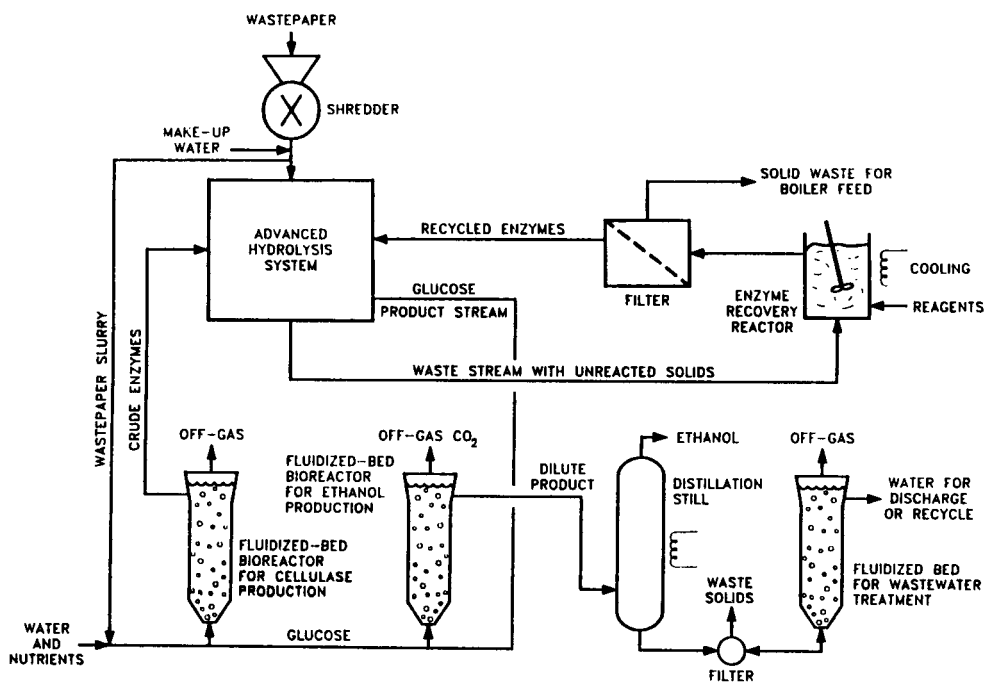 WASTEPAPER
SHREDDER
MAKE-UP
WATER
SOLID WASTE FOR
BOILER FEED
ADVANCED
HYDROLYSIS
SYSTEM
RECYCLED ENZYMES
FILTER
COOLING
ENZYME
RECOVERY
REACTOR
REAGENTS
GLUCOSE
PRODUCT STREAM
WASTE STREAM WITH UNREACTED SOLIDS
WASTEPAPER SLURRY
CRUDE ENZYMES
OFF-GAS
FLUIDIZED-BED
BIOREACTOR
FOR CELLULASE
PRODUCTION
OFF-GAS CO2
FLUIDIZED-BED
BIOREACTOR
FOR ETHANOL
PRODUCTION
DILUTE
PRODUCT
ETHANOL
DISTILLATION
STILL
OFF-GAS
WATER FOR
DISCHARGE
OR RECYCLE
FLUIDIZED BED
FOR WASTEWATER
TREATMENT
WASTE
SOLIDS
FILTER
WATER
AND
NUTRIENTS
GLUCOSE